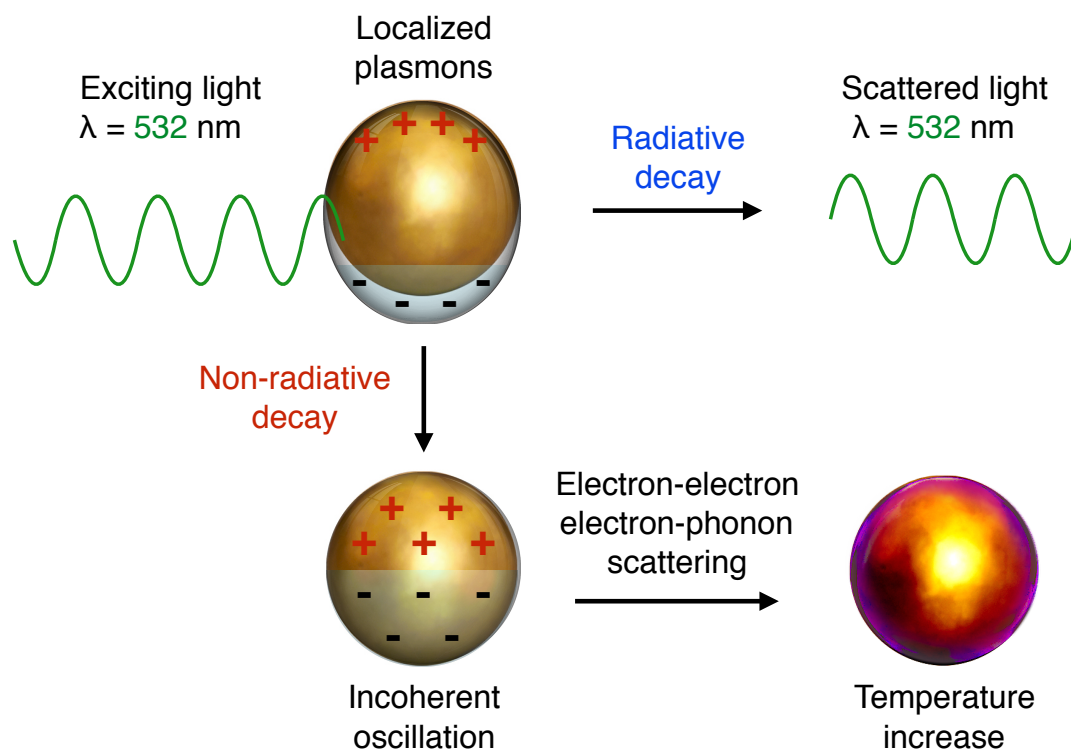 Localized
plasmons
Exciting light
λ = 532 nm
Scattered light
λ = 532 nm
+ + + +
Radiative
decay
- - - -
Non-radiative
decay
+ +
+ + +
- - -
- -
Electron-electron
electron-phonon
scattering
Incoherent
oscillation
Temperature
increase